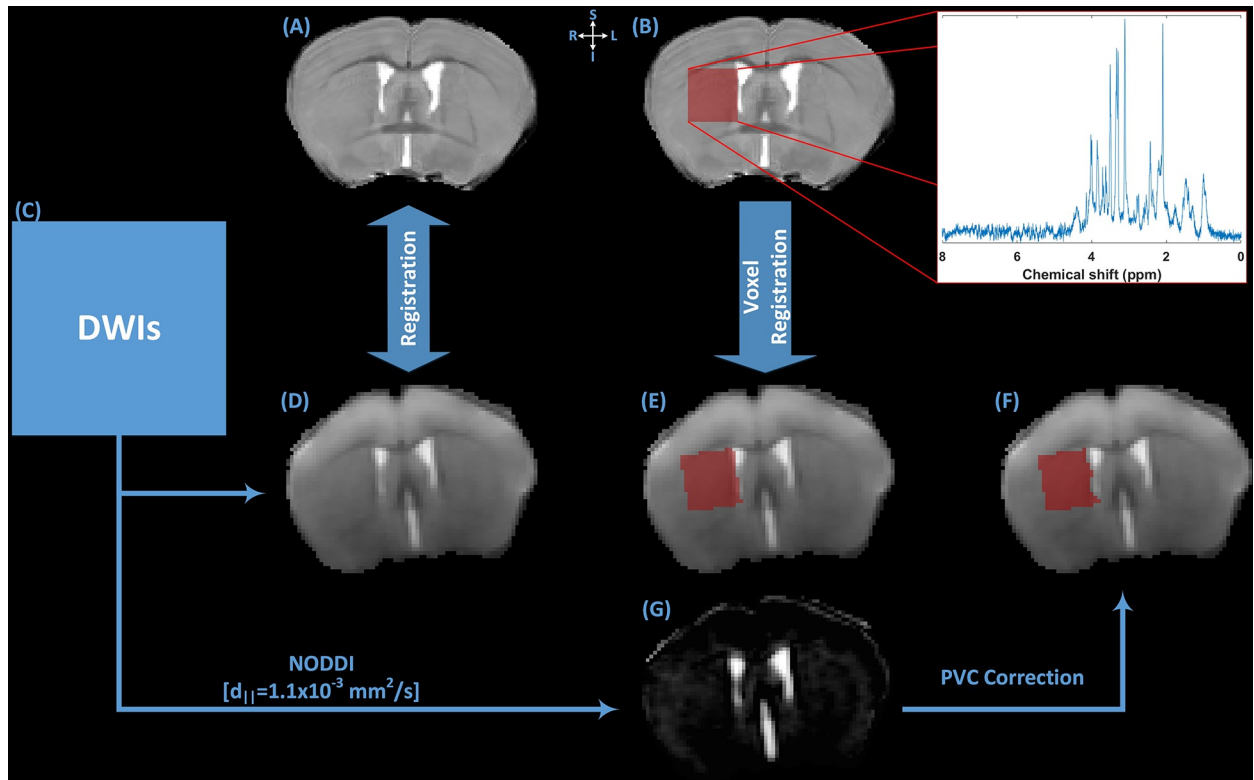 (A)
S
R L
I
(B)
8 6 4 2 0
Chemical shift (ppm)
(C)
DWIs
Registration
Voxel
Registration
(D)
(E)
(F)
(G)
NODDI
[d||=1.1x10⁻³ mm²/s]
PVC Correction